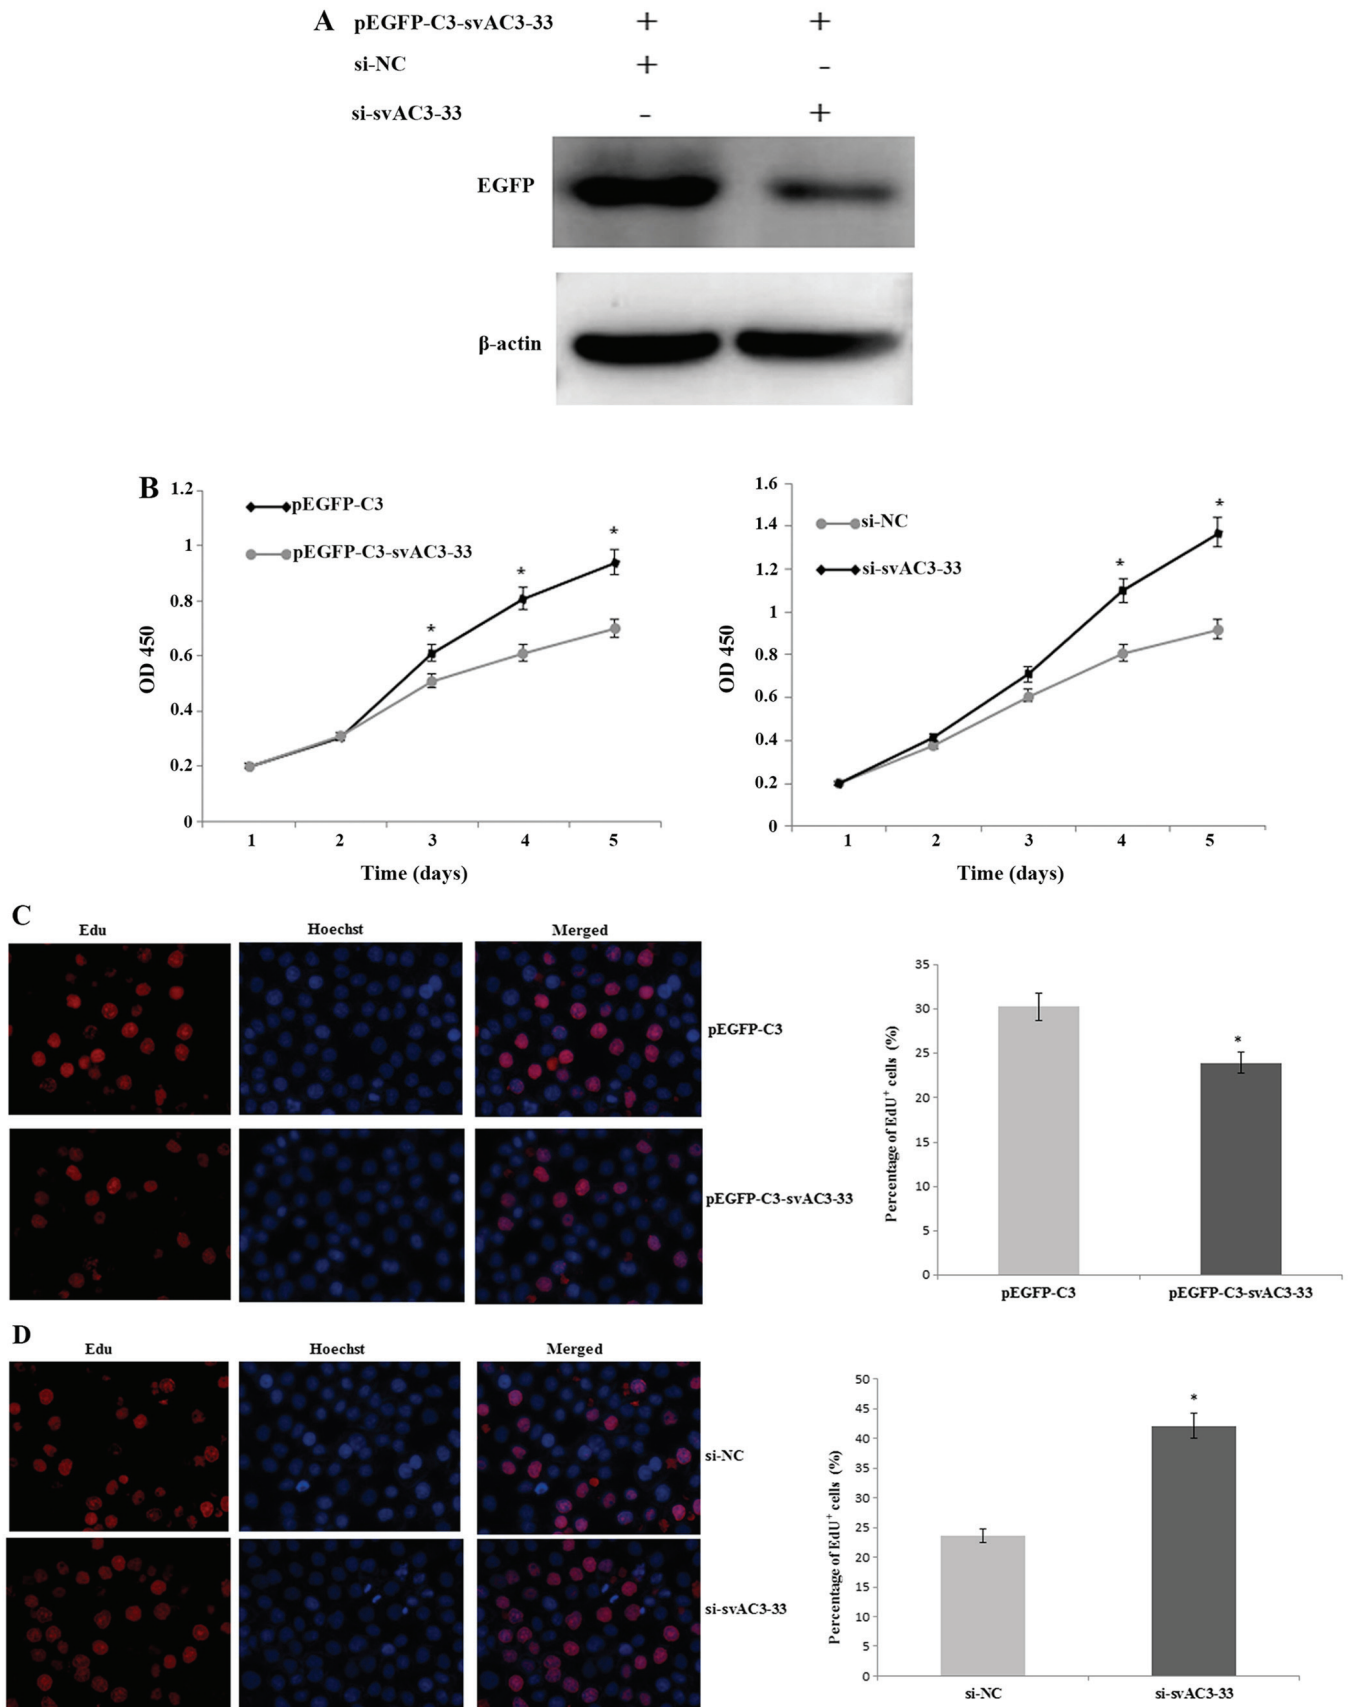 A pEGFP-C3-svAC3-33 + +
si-NC + -
si-svAC3-33 - +
EGFP
β-actin
B
1.2
1
0.8
0.6
0.4
0.2
0
OD 450
pEGFP-C3
pEGFP-C3-svAC3-33
*
*
*
1 2 3 4 5
Time (days)
1.6
1.4
1.2
1
0.8
0.6
0.4
0.2
0
OD 450
si-NC
si-svAC3-33
*
*
1 2 3 4 5
Time (days)
C
Edu Hoechst Merged
pEGFP-C3
pEGFP-C3-svAC3-33
35
30
25
20
15
10
5
0
Percentage of EdU⁺ cells (%)
*
pEGFP-C3 pEGFP-C3-svAC3-33
D
Edu Hoechst Merged
si-NC
si-svAC3-33
50
45
40
35
30
25
20
15
10
5
0
Percentage of EdU⁺ cells (%)
*
si-NC si-svAC3-33